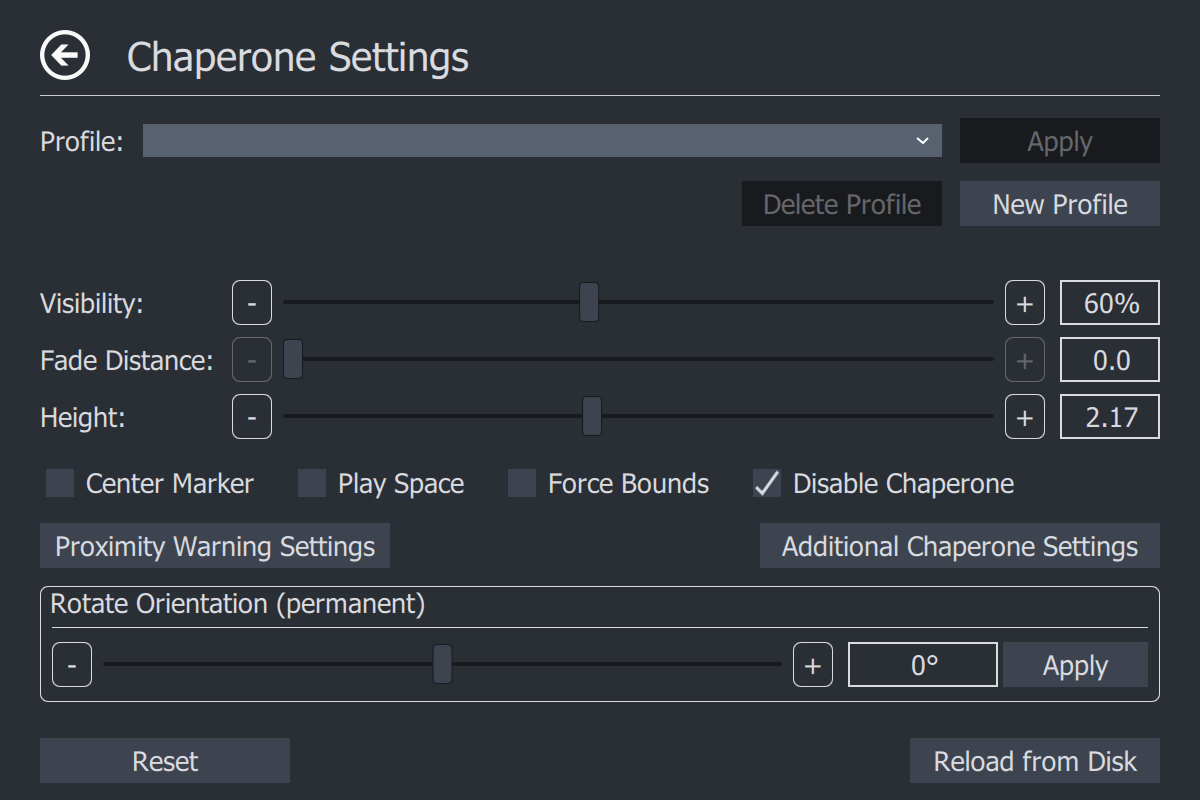 Chaperone Settings
Profile: Apply
Delete Profile New Profile
Visibility: - + 60%
Fade Distance: - + 0.0
Height: - + 2.17
Center Marker Play Space Force Bounds Disable Chaperone
Proximity Warning Settings Additional Chaperone Settings
Rotate Orientation (permanent)
- + 0° Apply
Reset Reload from Disk